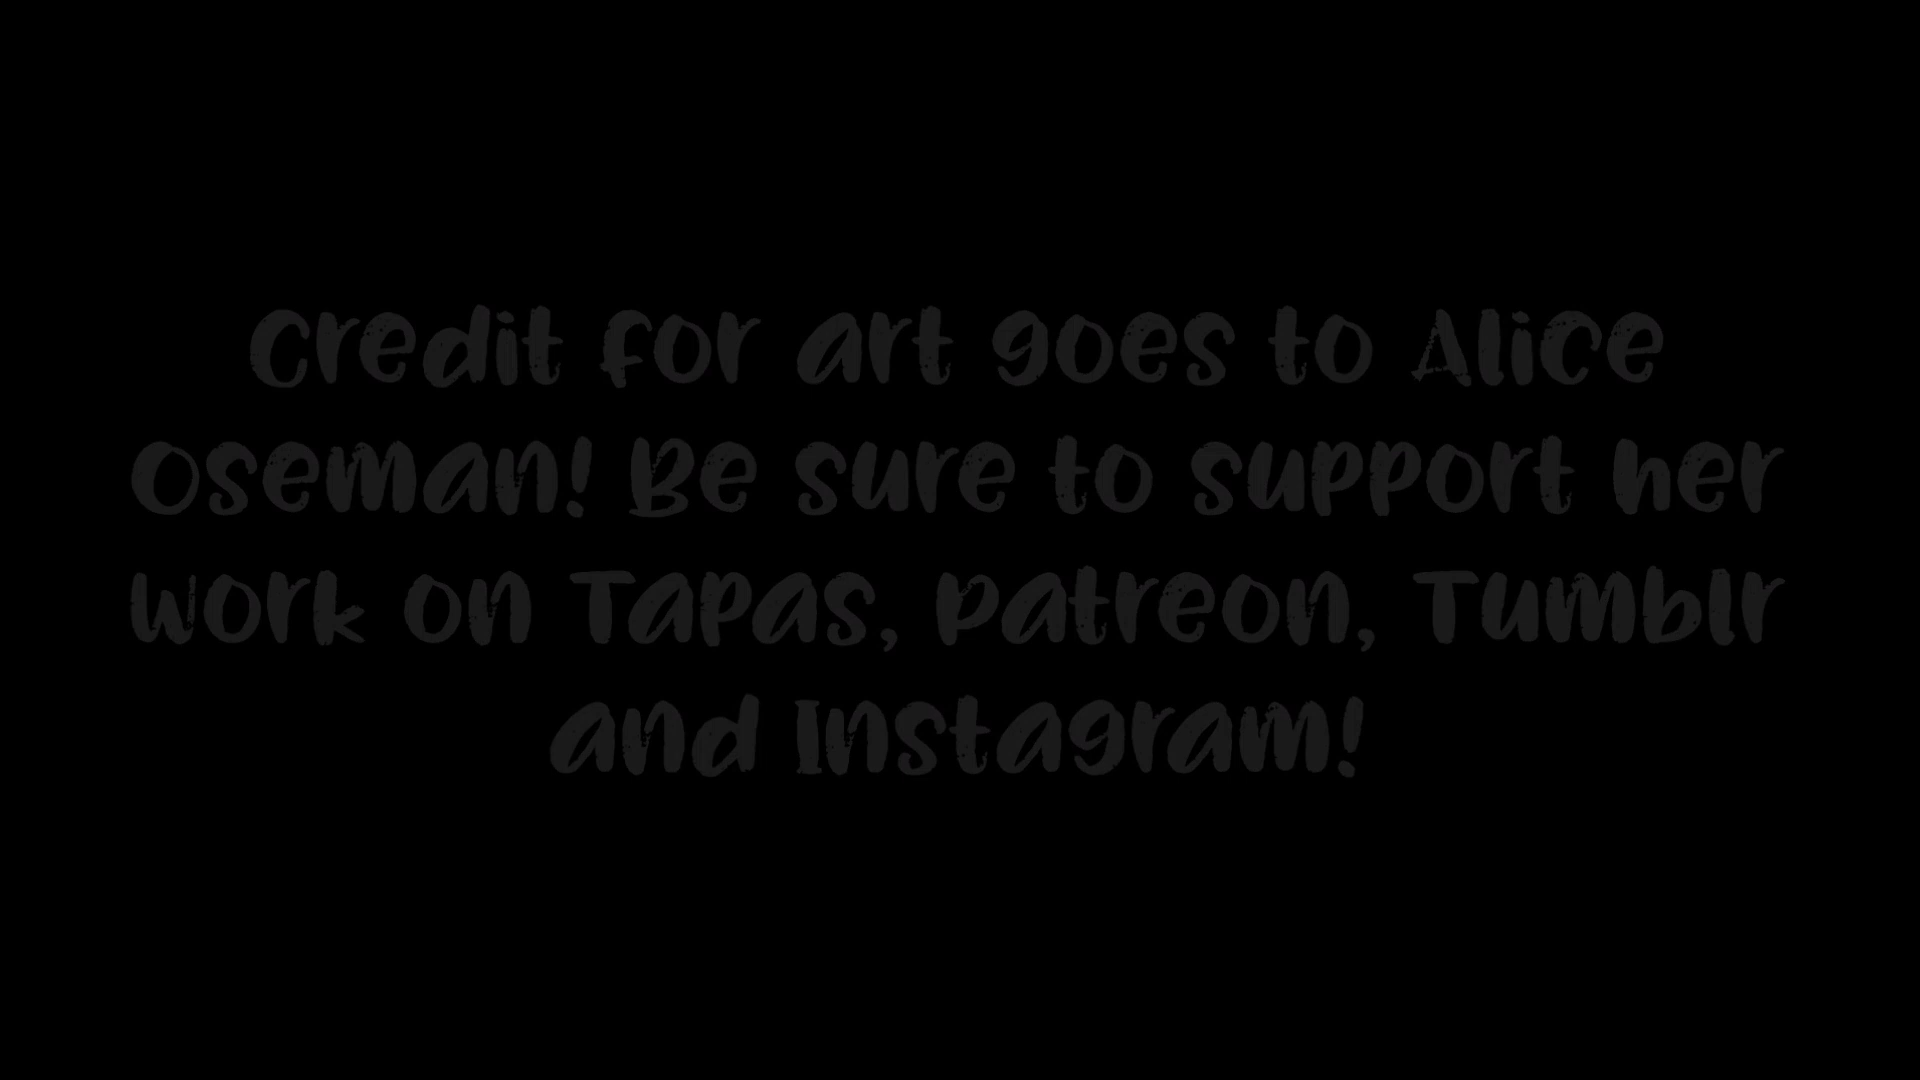 Credit for art goes to Alice
Oseman! Be sure to support her
work on Tapas, Patreon, Tumblr
and Instagram!